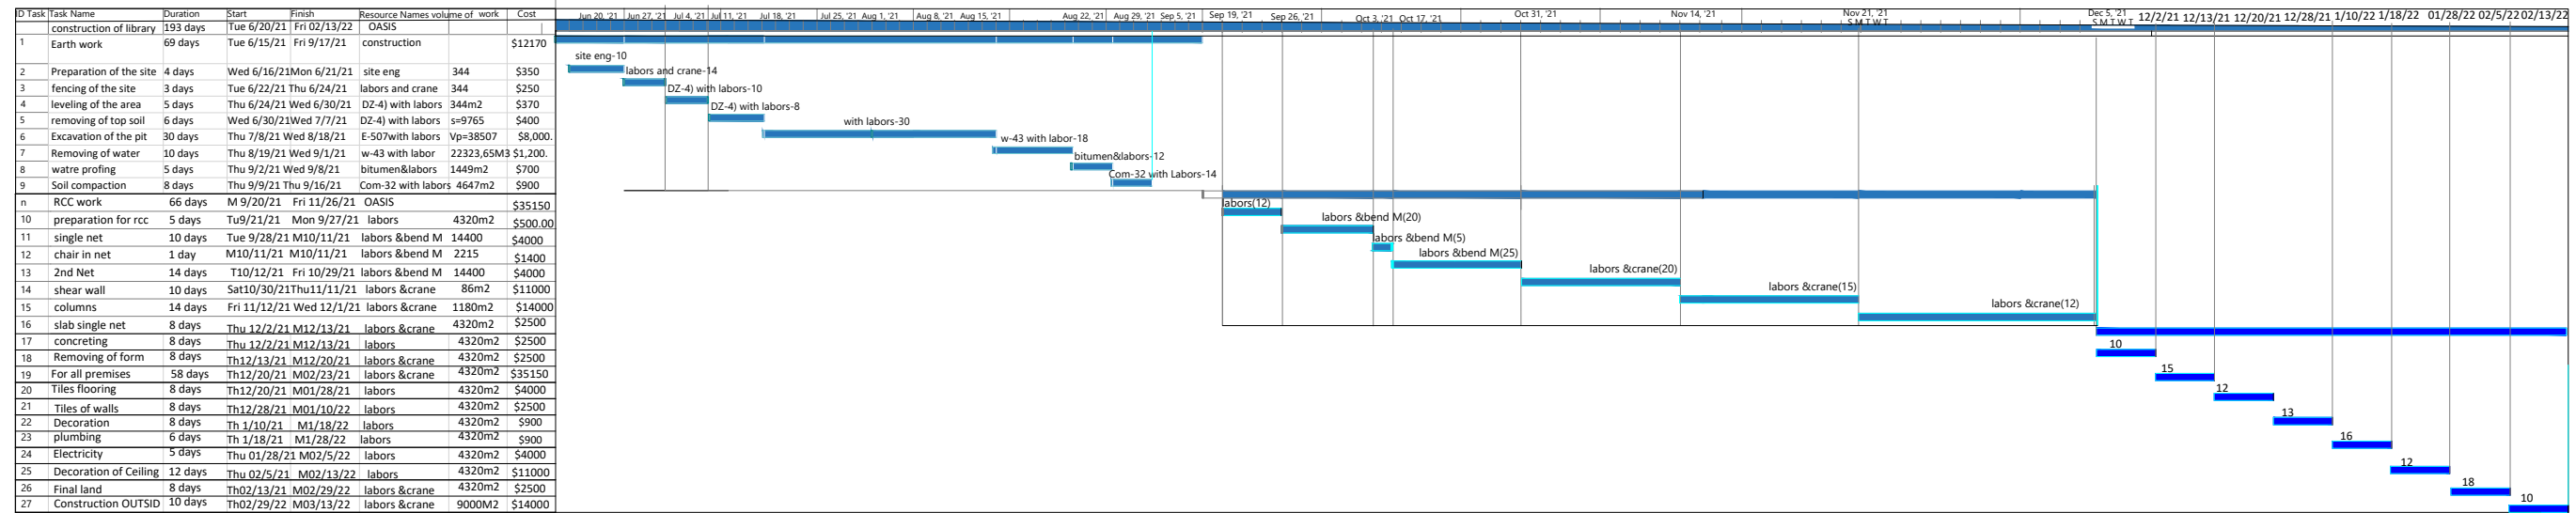 ID Task Task Name Duration Start Finish Resource Names volume of work Cost
Jun 20, '21 Jun 27, '21 Jul 4, '21 Jul 11, '21 Jul 18, '21 Jul 25, '21 Aug 1, '21 Aug 8, '21 Aug 15, '21 Aug 22, '21 Aug 29, '21 Sep 5, '21 Sep 19, '21 Sep 26, '21 Oct 3, '21 Oct 17, '21 Oct 31, '21 Nov 14, '21 Nov 21, '21 Dec 5, '21 12/2/21 12/13/21 12/20/21 12/28/21 1/10/22 1/18/22 01/28/22 02/5/22 02/13/22
S M T W T S M T W T
construction of library 193 days Tue 6/20/21 Fri 02/13/22 OASIS
1 Earth work 69 days Tue 6/15/21 Fri 9/17/21 construction $12170
site eng-10
2 Preparation of the site 4 days Wed 6/16/21 Mon 6/21/21 site eng 344 $350
labors and crane-14
3 fencing of the site 3 days Tue 6/22/21 Thu 6/24/21 labors and crane 344 $250
DZ-4) with labors-10
4 leveling of the area 5 days Thu 6/24/21 Wed 6/30/21 DZ-4) with labors 344m2 $370
DZ-4) with labors-8
5 removing of top soil 6 days Wed 6/30/21 Wed 7/7/21 DZ-4) with labors s=9765 $400
with labors-30
6 Excavation of the pit 30 days Thu 7/8/21 Wed 8/18/21 E-507with labors Vp=38507 $8,000.
w-43 with labor-18
7 Removing of water 10 days Thu 8/19/21 Wed 9/1/21 w-43 with labor 22323,65M3 $1,200.
bitumen&labors-12
8 watre profing 5 days Thu 9/2/21 Wed 9/8/21 bitumen&labors 1449m2 $700
Com-32 with Labors-14
9 Soil compaction 8 days Thu 9/9/21 Thu 9/16/21 Com-32 with labors 4647m2 $900
n RCC work 66 days M 9/20/21 Fri 11/26/21 OASIS $35150
labors(12)
10 preparation for rcc 5 days Tu9/21/21 Mon 9/27/21 labors 4320m2 $500.00
labors &bend M(20)
11 single net 10 days Tue 9/28/21 M10/11/21 labors &bend M 14400 $4000
labors &bend M(5)
12 chair in net 1 day M10/11/21 M10/11/21 labors &bend M 2215 $1400
labors &bend M(25)
13 2nd Net 14 days T10/12/21 Fri 10/29/21 labors &bend M 14400 $4000
labors &crane(20)
14 shear wall 10 days Sat10/30/21 Thu11/11/21 labors &crane 86m2 $11000
labors &crane(15)
15 columns 14 days Fri 11/12/21 Wed 12/1/21 labors &crane 1180m2 $14000
labors &crane(12)
16 slab single net 8 days Thu 12/2/21 M12/13/21 labors &crane 4320m2 $2500
17 concreting 8 days Thu 12/2/21 M12/13/21 labors 4320m2 $2500
10
18 Removing of form 8 days Th12/13/21 M12/20/21 labors &crane 4320m2 $2500
15
19 For all premises 58 days Th12/20/21 M02/23/21 labors &crane 4320m2 $35150
12
20 Tiles flooring 8 days Th12/20/21 M01/28/21 labors 4320m2 $4000
13
21 Tiles of walls 8 days Th12/28/21 M01/10/22 labors 4320m2 $2500
22 Decoration 8 days Th 1/10/21 M1/18/22 labors 4320m2 $900
16
23 plumbing 6 days Th 1/18/21 M1/28/22 labors 4320m2 $900
24 Electricity 5 days Thu 01/28/21 M02/5/22 labors 4320m2 $4000
12
25 Decoration of Ceiling 12 days Thu 02/5/21 M02/13/22 labors 4320m2 $11000
18
26 Final land 8 days Th02/13/21 M02/29/22 labors &crane 4320m2 $2500
10
27 Construction OUTSID 10 days Th02/29/22 M03/13/22 labors &crane 9000M2 $14000